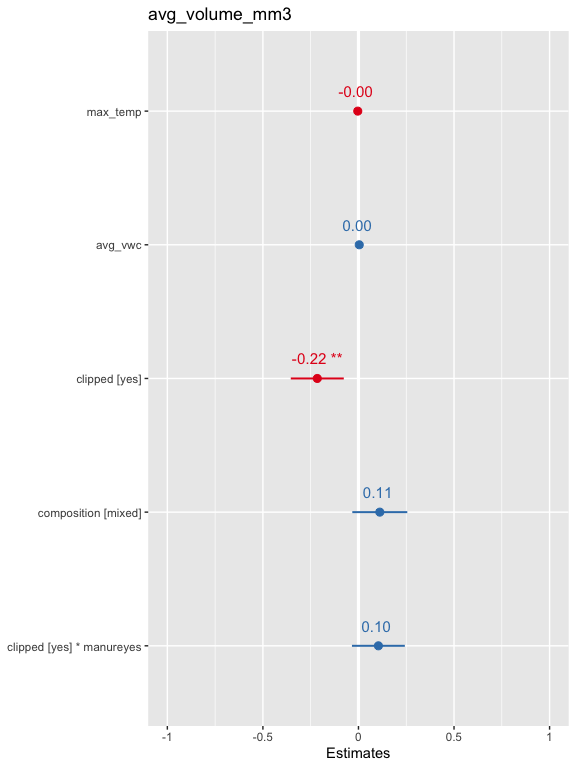 avg_volume_mm3
-0.00
max_temp
0.00
avg_vwc
-0.22 **
clipped [yes]
0.11
composition [mixed]
0.10
clipped [yes] * manureyes
-1 -0.5 0 0.5 1
Estimates